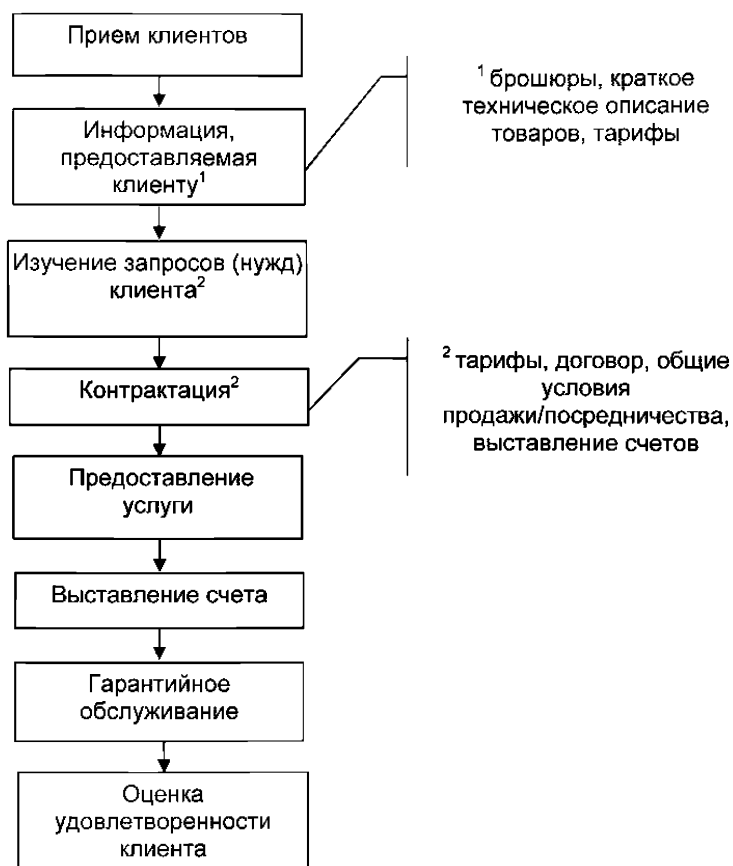 Прием клиентов
¹ брошюры, краткое
техническое описание
товаров, тарифы
Информация,
предоставляемая
клиенту¹
Изучение запросов (нужд)
клиента²
² тарифы, договор, общие
условия
продажи/посредничества,
выставление счетов
Контрактация²
Предоставление
услуги
Выставление счета
Гарантийное
обслуживание
Оценка
удовлетворенности
клиента